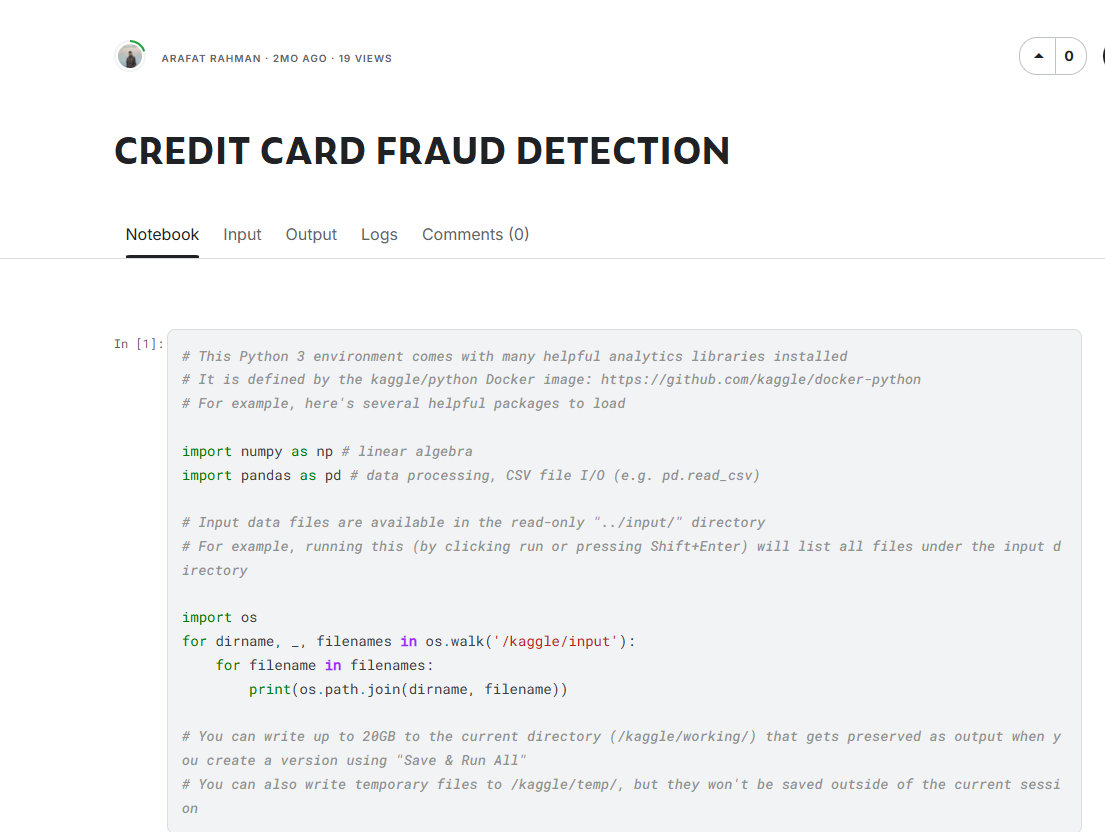 ARAFAT RAHMAN · 2MO AGO · 19 VIEWS
0
CREDIT CARD FRAUD DETECTION
Notebook Input Output Logs Comments (0)
In [1]:
# This Python 3 environment comes with many helpful analytics libraries installed
# It is defined by the kaggle/python Docker image: https://github.com/kaggle/docker-python
# For example, here's several helpful packages to load
import numpy as np # linear algebra
import pandas as pd # data processing, CSV file I/O (e.g. pd.read_csv)
# Input data files are available in the read-only "../input/" directory
# For example, running this (by clicking run or pressing Shift+Enter) will list all files under the input d
irectory
import os
for dirname, _, filenames in os.walk('/kaggle/input'):
    for filename in filenames:
        print(os.path.join(dirname, filename))
# You can write up to 20GB to the current directory (/kaggle/working/) that gets preserved as output when y
ou create a version using "Save & Run All"
# You can also write temporary files to /kaggle/temp/, but they won't be saved outside of the current sessi
on